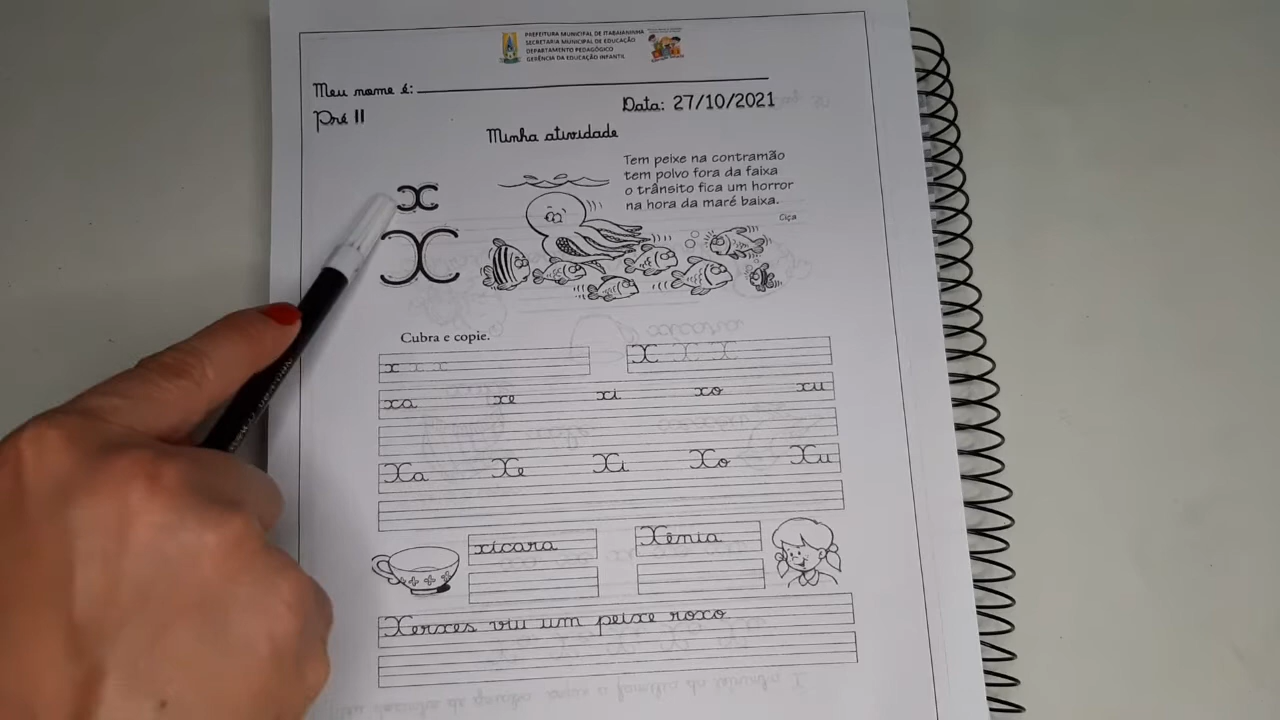 PREFEITURA MUNICIPAL DE ITABAIANINHA
SECRETARIA MUNICIPAL DE EDUCAÇÃO
DEPARTAMENTO PEDAGÓGICO
GERÊNCIA DA EDUCAÇÃO INFANTIL
Meu nome é:
Data: 27/10/2021
Pré II
Minha atividade
x
X
Tem peixe na contramão
tem polvo fora da faixa
o trânsito fica um horror
na hora da maré baixa.
Ciça
Cubra e copie.
x x x
X X X
xa xe xi xo xu
Xa Xe Xi Xo Xu
xícara
Xênia
Xerxes viu um peixe roxo